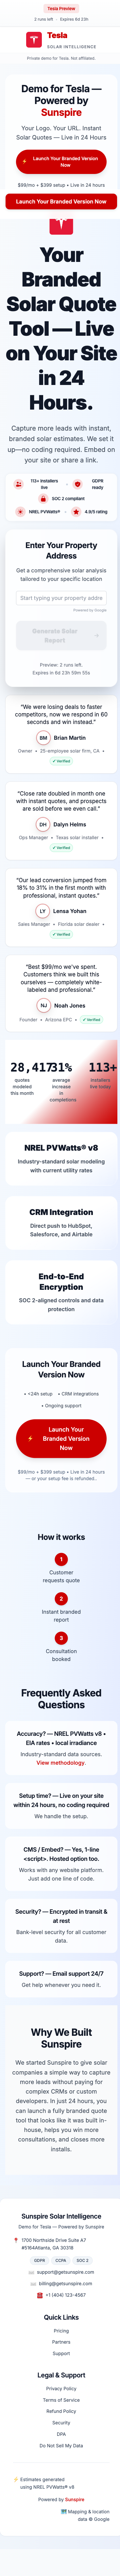 Tesla Preview
2 runs left · Expires 6d 23h
Tesla
SOLAR INTELLIGENCE
Private demo for Tesla. Not affiliated.
Demo for Tesla —
Powered by
Sunspire
Your Logo. Your URL. Instant
Solar Quotes — Live in 24 Hours
⚡ Launch Your Branded Version
Now
$99/mo + $399 setup • Live in 24 hours
Launch Your Branded Version Now
Your
Branded
Solar Quote
Tool — Live
on Your Site
in 24
Hours.
Capture more leads with instant,
branded solar estimates. We set it
up—no coding required. Embed on
your site or share a link.
113+ installers
live
GDPR
ready
SOC 2 compliant
NREL PVWatts®
4.9/5 rating
Enter Your Property
Address
Get a comprehensive solar analysis
tailored to your specific location
Start typing your property addre
Powered by Google
Generate Solar
Report
Preview: 2 runs left.
Expires in 6d 23h 59m 55s
“We were losing deals to faster
competitors, now we respond in 60
seconds and win instead.”
BM
Brian Martin
Owner • 25-employee solar firm, CA •
✓ Verified
“Close rate doubled in month one
with instant quotes, and prospects
are sold before we even call.”
DH
Dalyn Helms
Ops Manager • Texas solar installer •
✓ Verified
“Our lead conversion jumped from
18% to 31% in the first month with
professional, instant quotes.”
LY
Lensa Yohan
Sales Manager • Florida solar dealer •
✓ Verified
“Best $99/mo we've spent.
Customers think we built this
ourselves — completely white-
labeled and professional.”
NJ
Noah Jones
Founder • Arizona EPC • ✓ Verified
28,417
31%
113+
quotes
modeled
this month
average
increase
in
completions
installers
live today
NREL PVWatts® v8
Industry-standard solar modeling
with current utility rates
CRM Integration
Direct push to HubSpot,
Salesforce, and Airtable
End-to-End
Encryption
SOC 2-aligned controls and data
protection
Launch Your Branded
Version Now
• <24h setup • CRM integrations
• Ongoing support
⚡ Launch Your
Branded Version
Now
$99/mo + $399 setup • Live in 24 hours
— or your setup fee is refunded.
How it works
1
Customer
requests quote
2
Instant branded
report
3
Consultation
booked
Frequently Asked
Questions
Accuracy? — NREL PVWatts v8 •
EIA rates • local irradiance
Industry-standard data sources.
View methodology.
Setup time? — Live on your site
within 24 hours, no coding required
We handle the setup.
CMS / Embed? — Yes, 1-line
<script>. Hosted option too.
Works with any website platform.
Just add one line of code.
Security? — Encrypted in transit &
at rest
Bank-level security for all customer
data.
Support? — Email support 24/7
Get help whenever you need it.
Why We Built
Sunspire
We started Sunspire to give solar
companies a simple way to capture
more leads without paying for
complex CRMs or custom
developers. In just 24 hours, you
can launch a fully branded quote
tool that looks like it was built in-
house, helps you win more
consultations, and closes more
installs.
Sunspire Solar Intelligence
Demo for Tesla — Powered by Sunspire
1700 Northside Drive Suite A7
#5164Atlanta, GA 30318
GDPR
CCPA
SOC 2
support@getsunspire.com
billing@getsunspire.com
+1 (404) 123-4567
Quick Links
Pricing
Partners
Support
Legal & Support
Privacy Policy
Terms of Service
Refund Policy
Security
DPA
Do Not Sell My Data
⚡ Estimates generated
using NREL PVWatts® v8
Powered by Sunspire
Mapping & location
data © Google